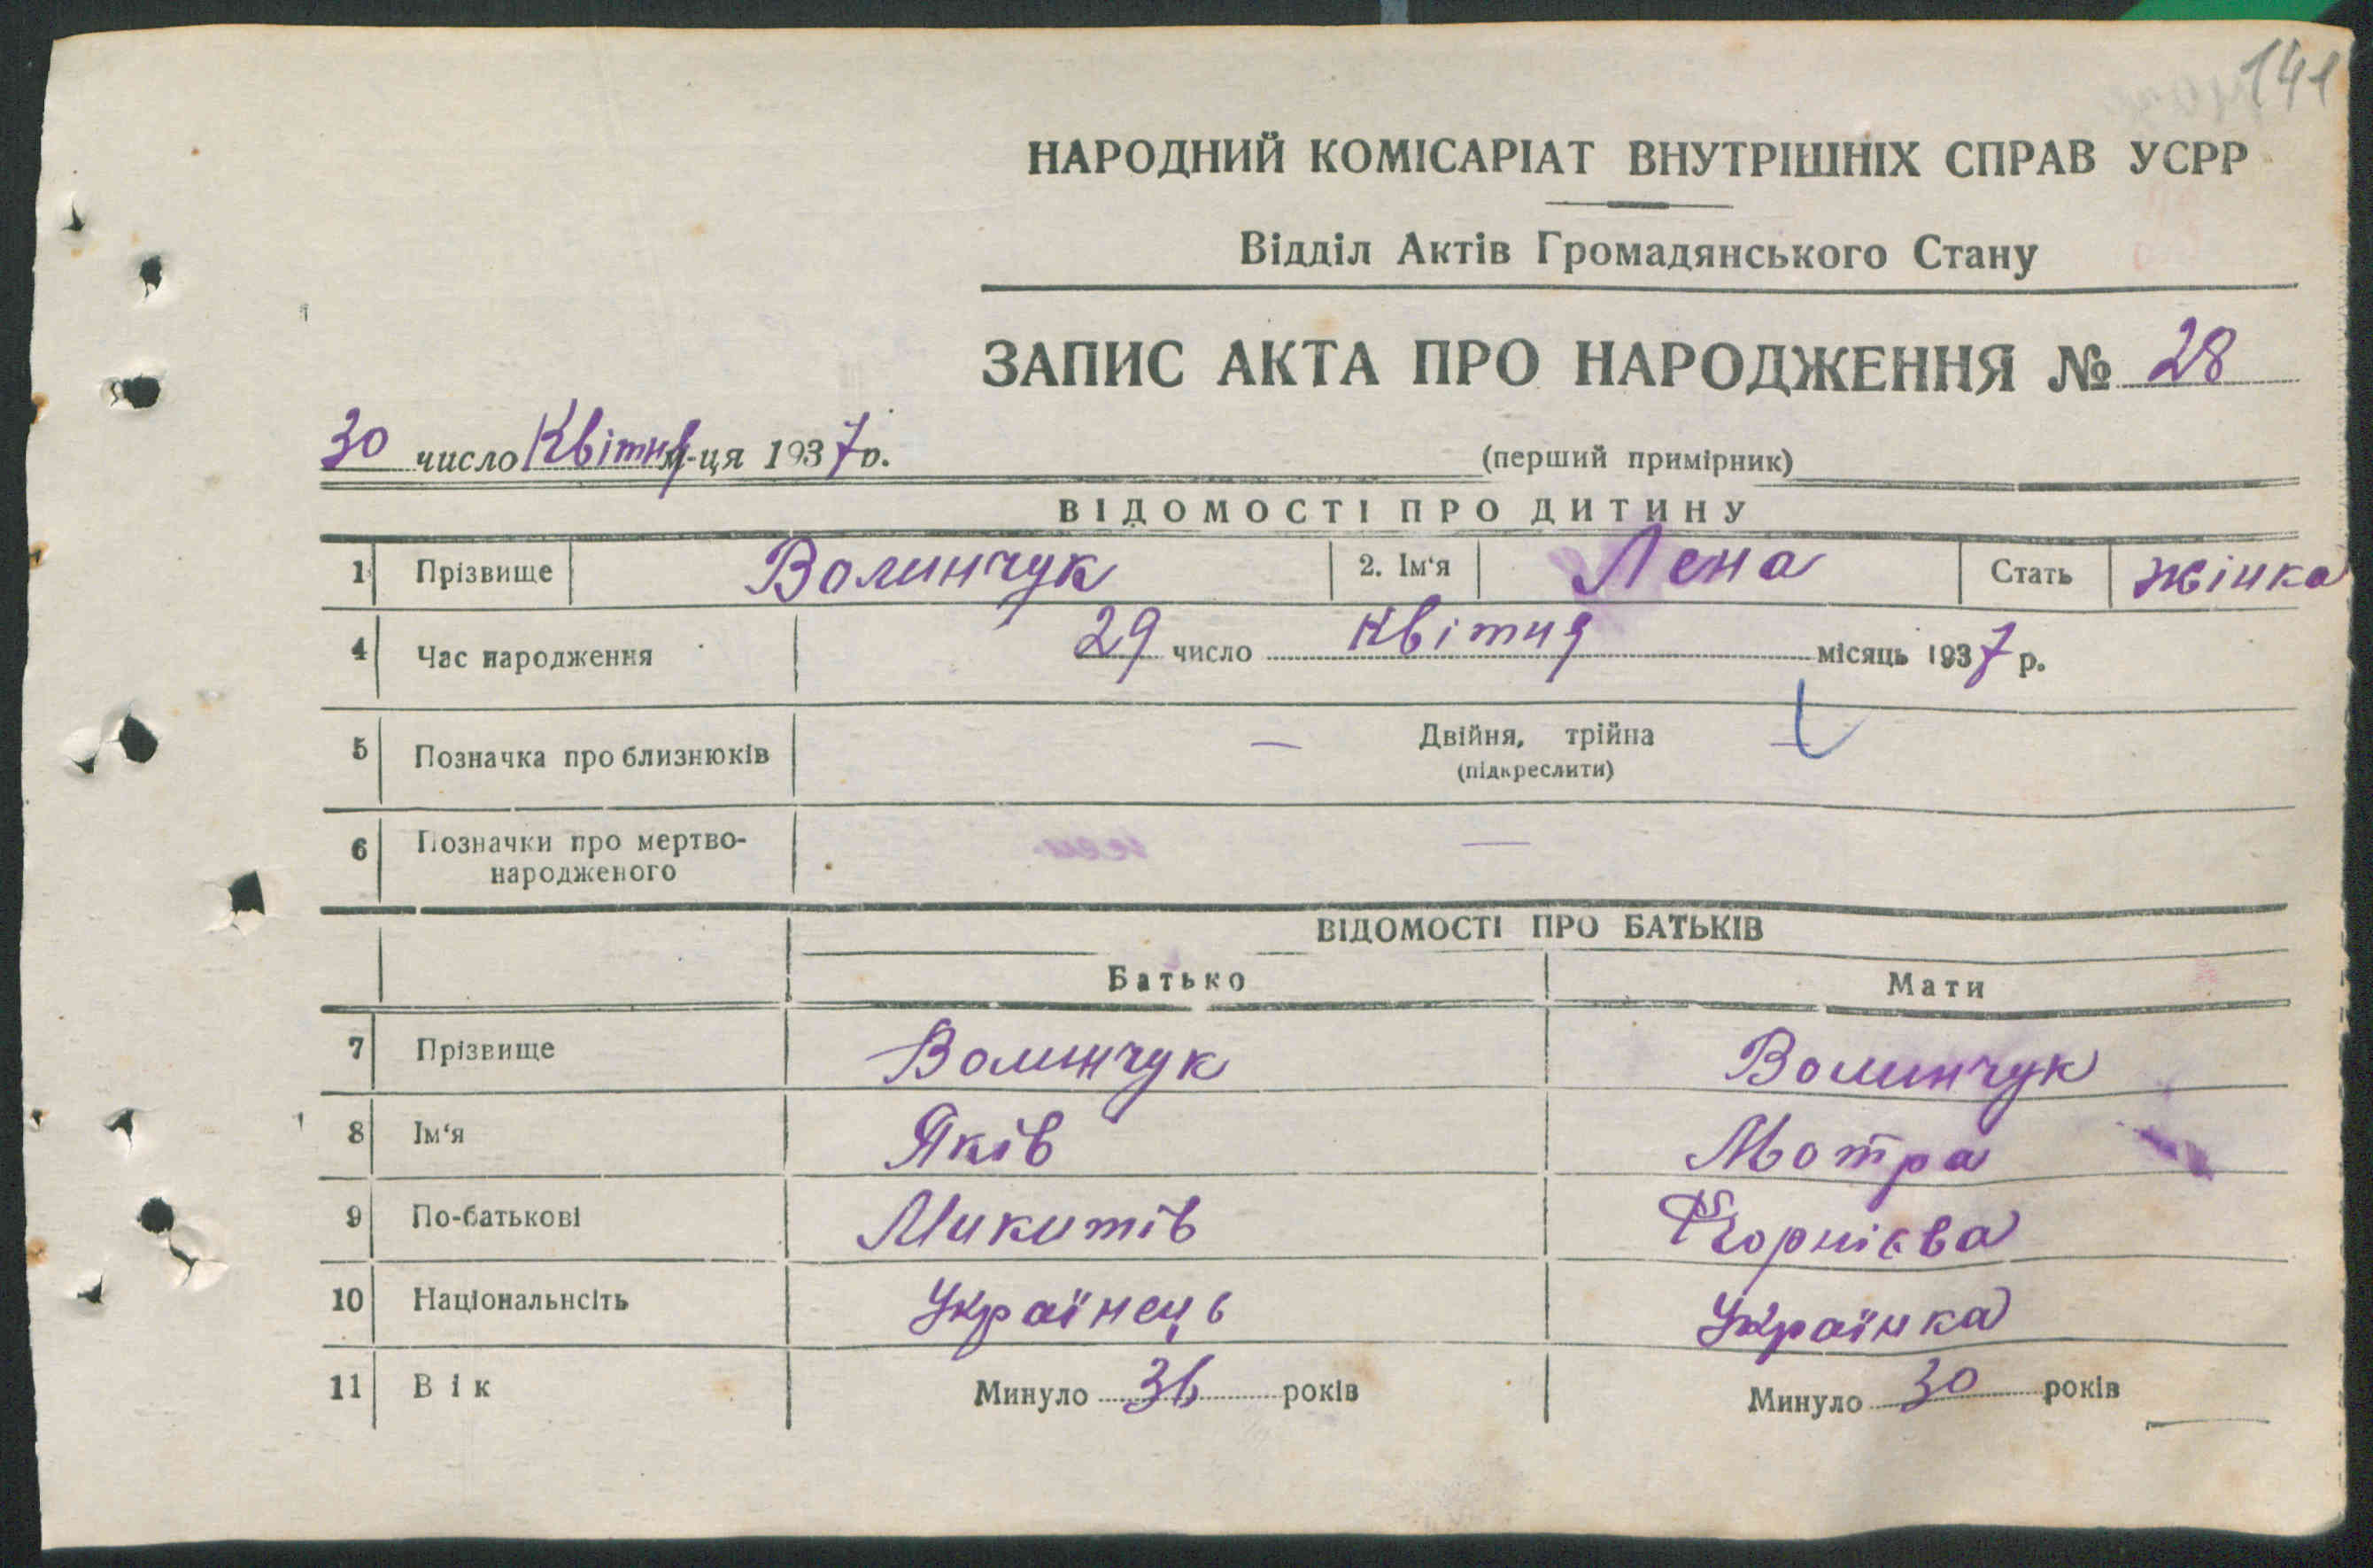 141
НАРОДНИЙ КОМІСАРІАТ ВНУТРІШНІХ СПРАВ УСРР
Відділ Актів Громадянського Стану
ЗАПИС АКТА ПРО НАРОДЖЕННЯ № 28
30 число Квітня м-ця 1937 р.
(перший примірник)
ВІДОМОСТІ ПРО ДИТИНУ
1 Прізвище Волинчук 2. Ім'я Лена Стать жінка
4 Час народження 29 число квітня місяць 1937 р.
5 Позначка про близнюків — Двійня, трійна —
(підкреслити)
6 Позначки про мертво- —
народженого
ВІДОМОСТІ ПРО БАТЬКІВ
Батько Мати
7 Прізвище Волинчук Волинчук
8 Ім'я Яків Мотра
9 По-батькові Микитів
10 Національнсіть Українець Українка
11 Вік Минуло 36 років Минуло 30 років